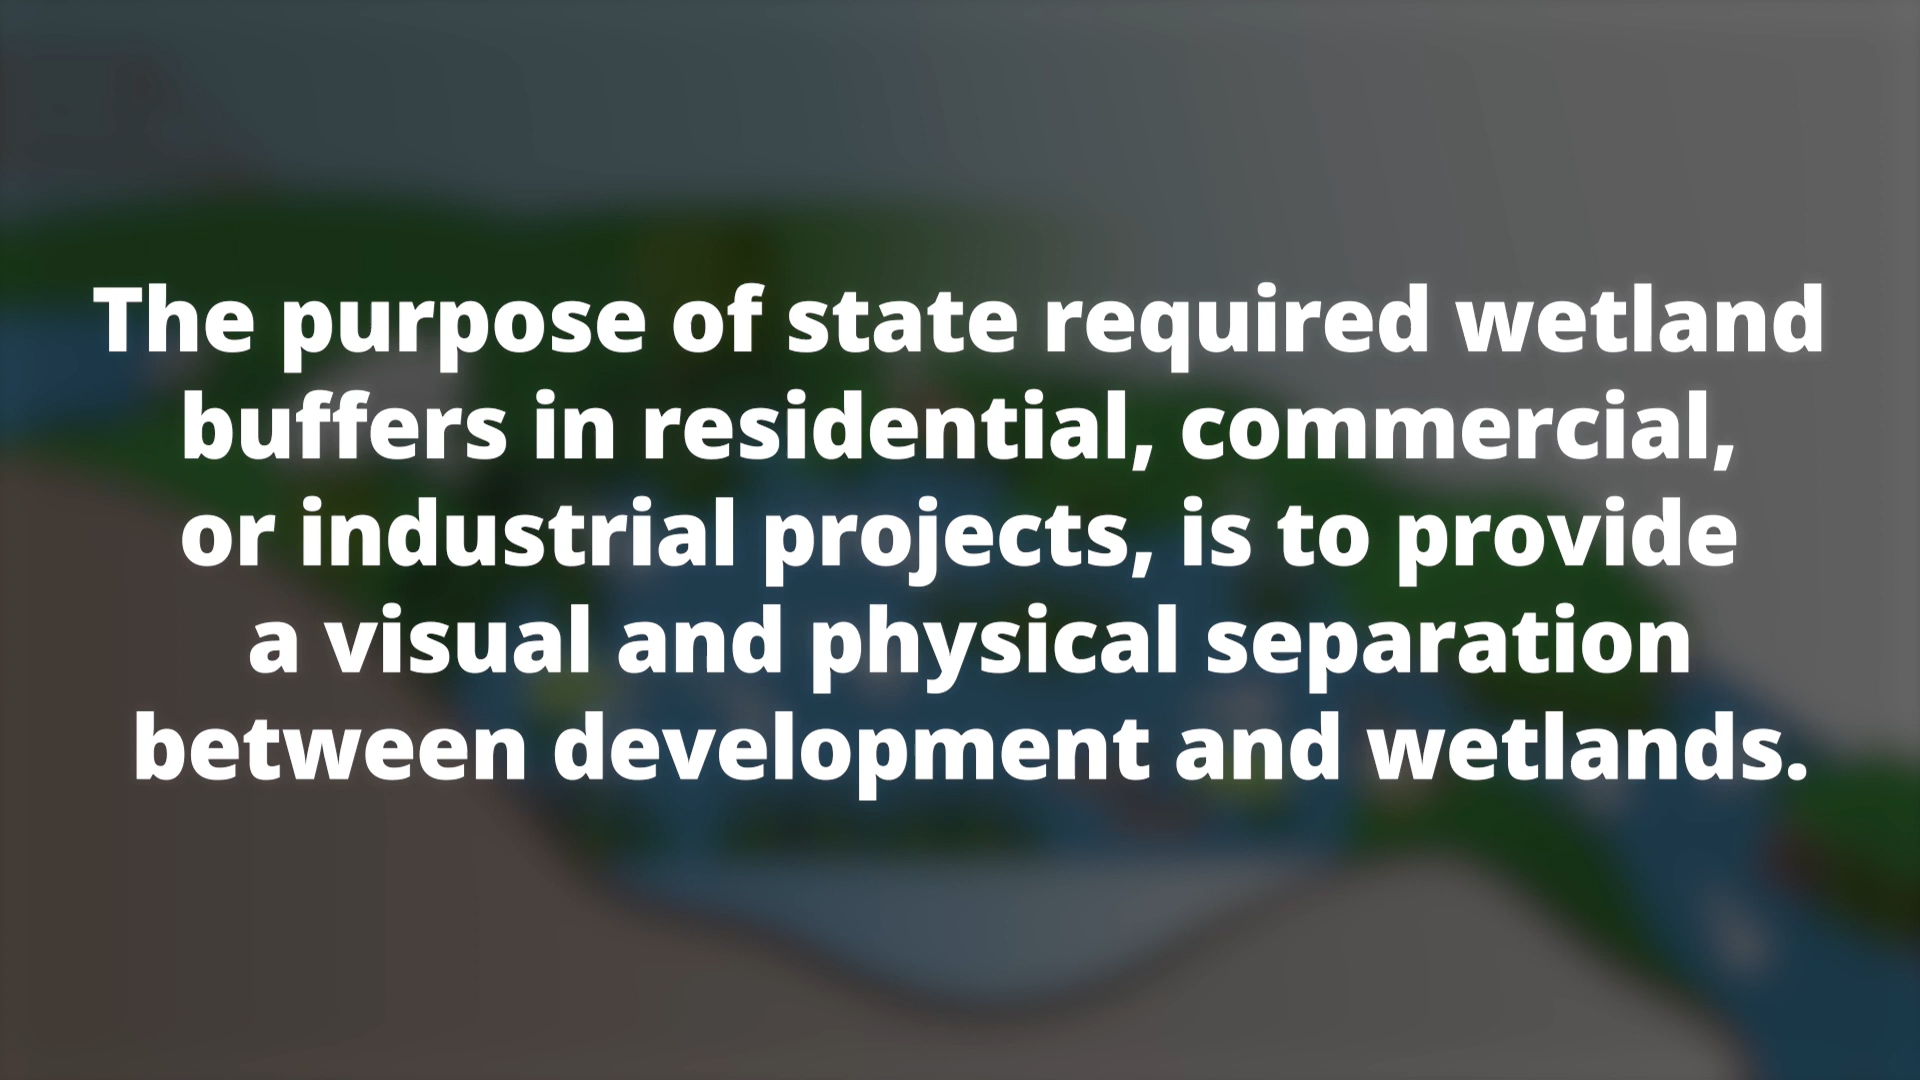 The purpose of state required wetland
buffers in residential, commercial,
or industrial projects, is to provide
a visual and physical separation
between development and wetlands.